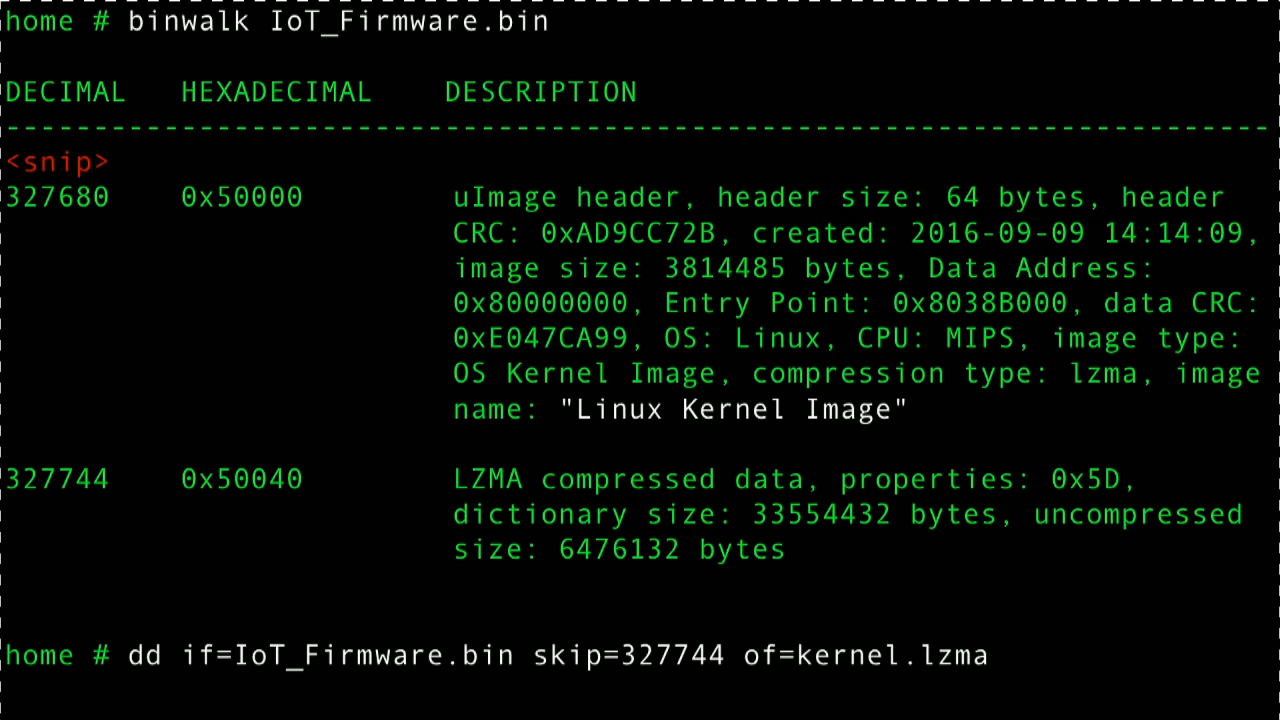 home # binwalk IoT_Firmware.bin
DECIMAL HEXADECIMAL DESCRIPTION
--------------------------------------------------------------------------------
<snip>
327680 0x50000 uImage header, header size: 64 bytes, header
CRC: 0xAD9CC72B, created: 2016-09-09 14:14:09,
image size: 3814485 bytes, Data Address:
0x80000000, Entry Point: 0x8038B000, data CRC:
0xE047CA99, OS: Linux, CPU: MIPS, image type:
OS Kernel Image, compression type: lzma, image
name: "Linux Kernel Image"
327744 0x50040 LZMA compressed data, properties: 0x5D,
dictionary size: 33554432 bytes, uncompressed
size: 6476132 bytes
home # dd if=IoT_Firmware.bin skip=327744 of=kernel.lzma